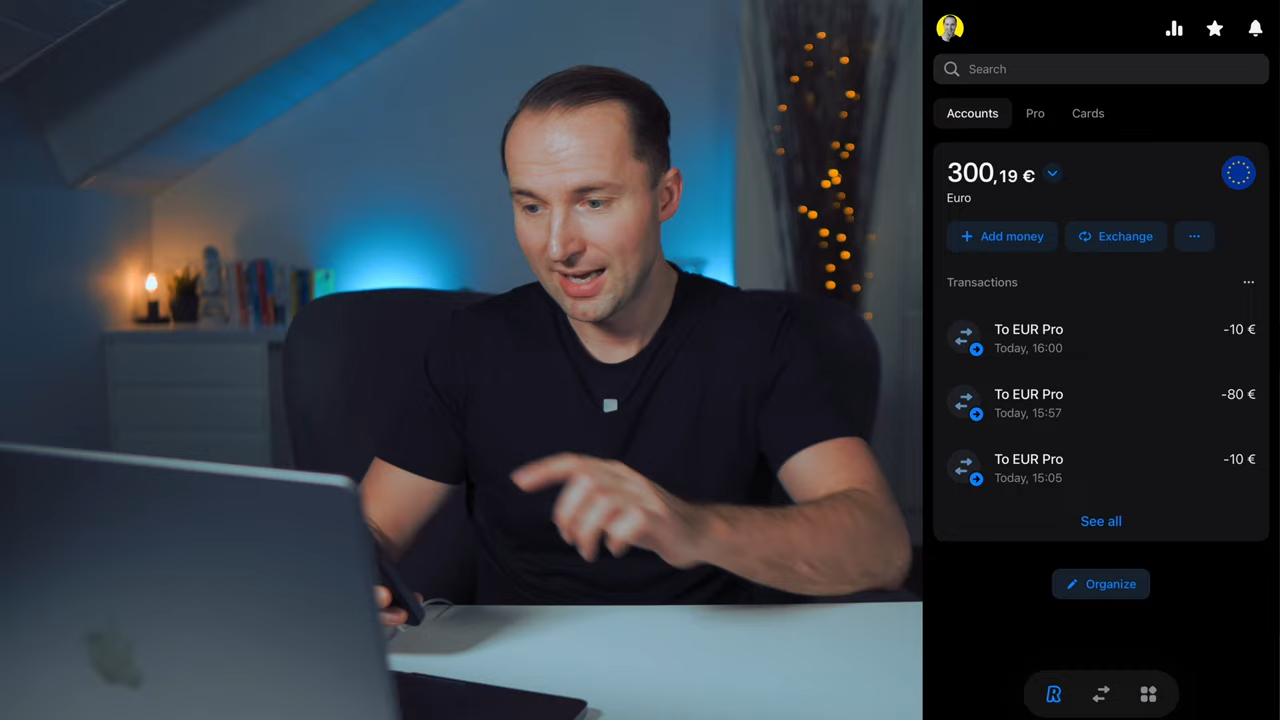 Search
Accounts Pro Cards
300,19 €
Euro
+ Add money Exchange ...
Transactions ...
To EUR Pro -10 €
Today, 16:00
To EUR Pro -80 €
Today, 15:57
To EUR Pro -10 €
Today, 15:05
See all
Organize
R